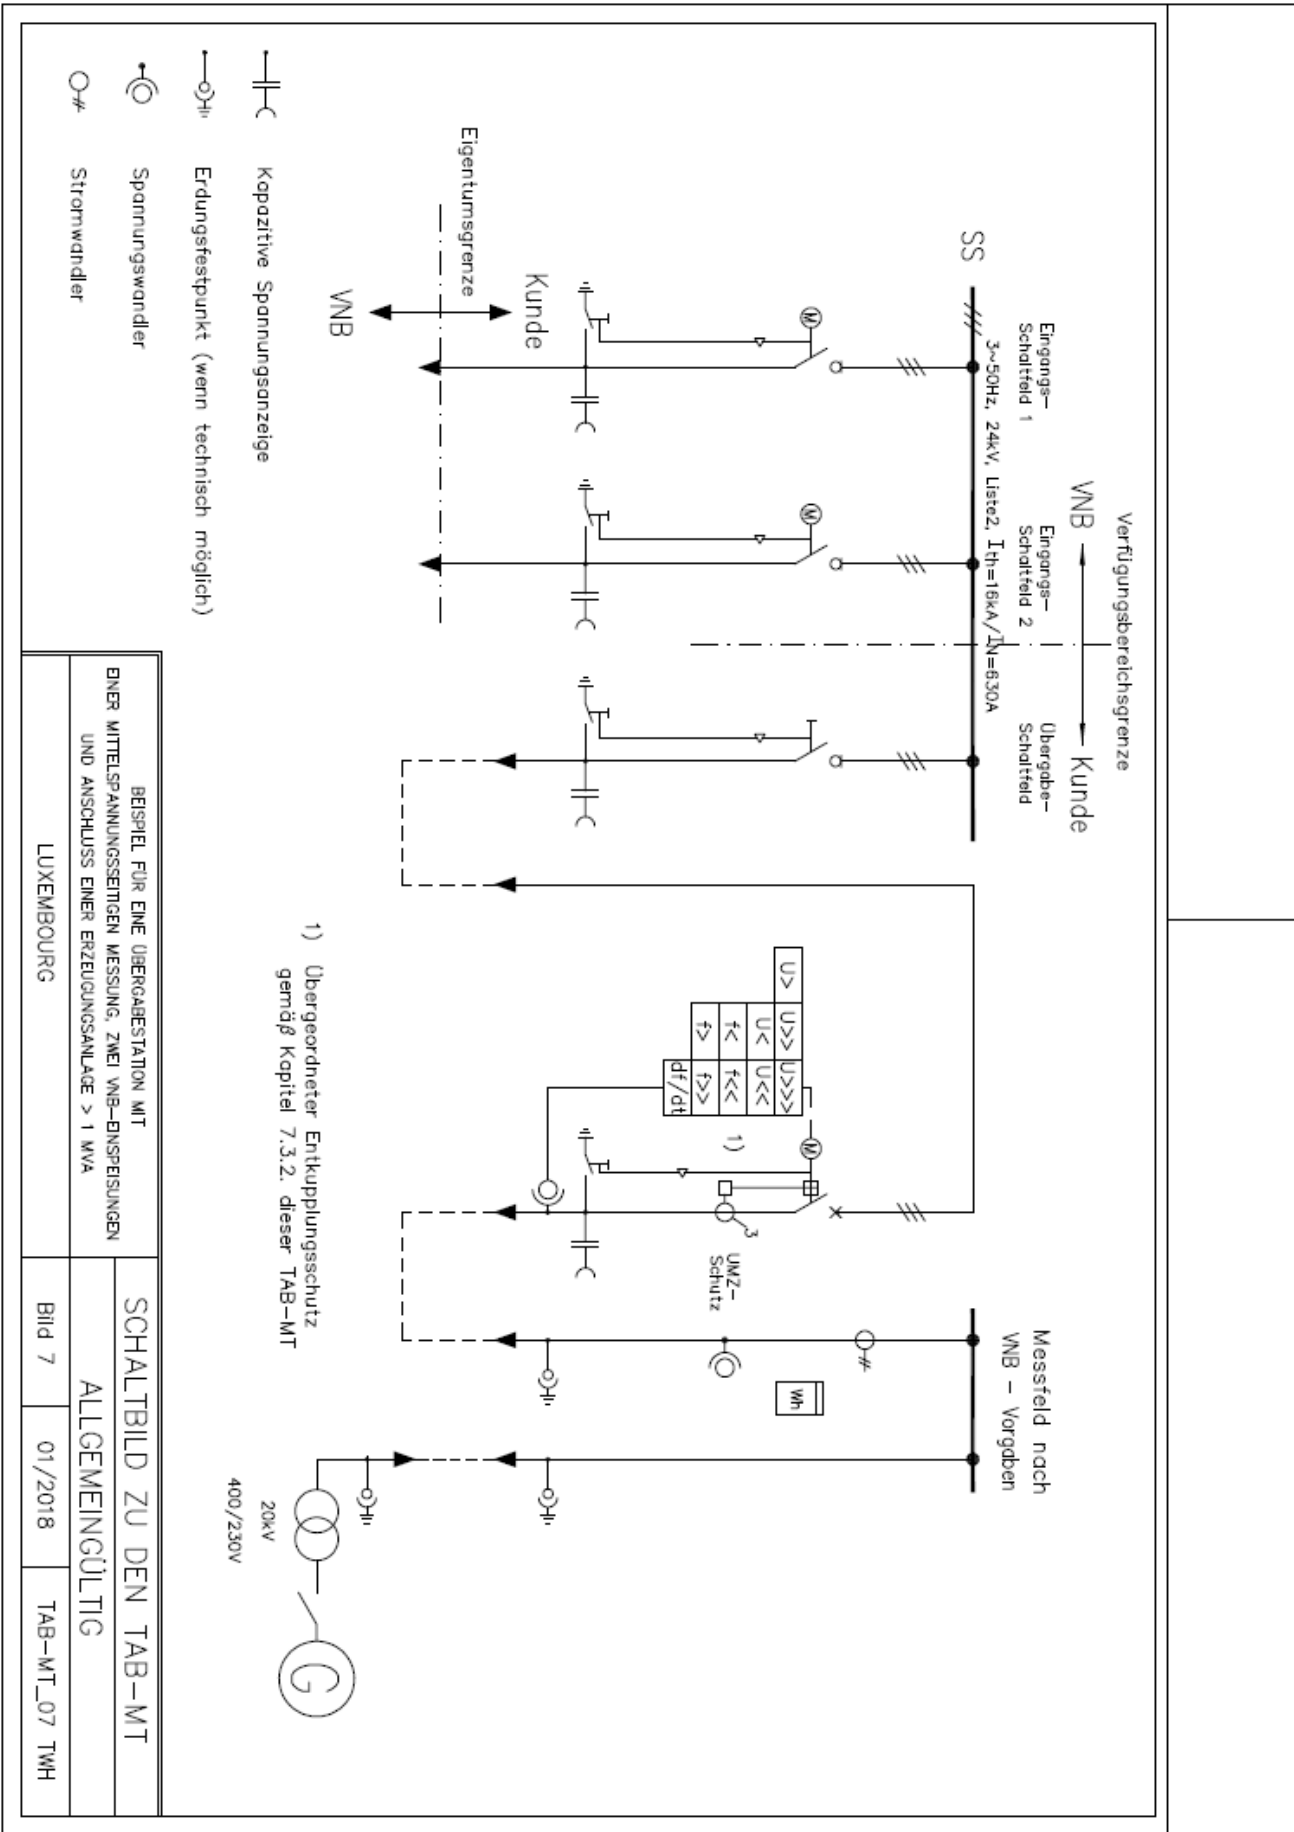 Verfügungsbereichsgrenze
VNB
Kunde
Eingangs-
Schaltfeld 1
Eingangs-
Schaltfeld 2
Übergabe-
Schaltfeld
Messfeld nach
VNB - Vorgaben
SS
3~50Hz, 24kV, Liste2, Ith=16kA/IN=630A
M
M
M
U> U>> U>>>
U< U<<
f< f<<
f> f>>
df/dt
1)
3
UMZ-
Schutz
Wh
Kunde
Eigentumsgrenze
VNB
1) Übergeordneter Entkupplungsschutz
gemäß Kapitel 7.3.2. dieser TAB-MT
20kV
400/230V
G
Kapazitive Spannungsanzeige
Erdungsfestpunkt (wenn technisch möglich)
Spannungswandler
Stromwandler
BEISPIEL FÜR EINE ÜBERGABESTATION MIT
EINER MITTELSPANNUNGSSEITIGEN MESSUNG, ZWEI VNB-EINSPEISUNGEN
UND ANSCHLUSS EINER ERZEUGUNGSANLAGE > 1 MVA
LUXEMBOURG
SCHALTBILD ZU DEN TAB-MT
ALLGEMEINGÜLTIG
Bild 7
01/2018
TAB-MT_07 TWH